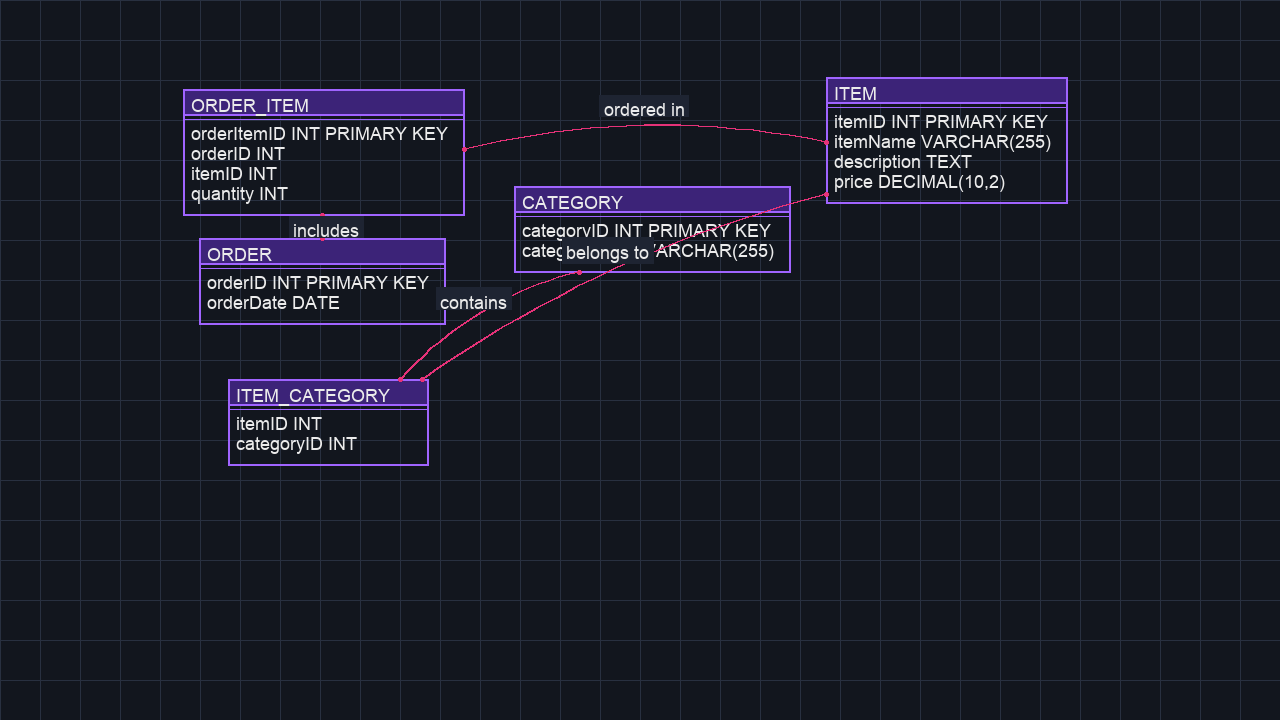 ORDER_ITEM
orderItemID INT PRIMARY KEY
orderID INT
itemID INT
quantity INT
ordered in
ITEM
itemID INT PRIMARY KEY
itemName VARCHAR(255)
description TEXT
price DECIMAL(10,2)
CATEGORY
categoryID INT PRIMARY KEY
VARCHAR(255)
belongs to
includes
ORDER
orderID INT PRIMARY KEY
orderDate DATE
contains
ITEM_CATEGORY
itemID INT
categoryID INT